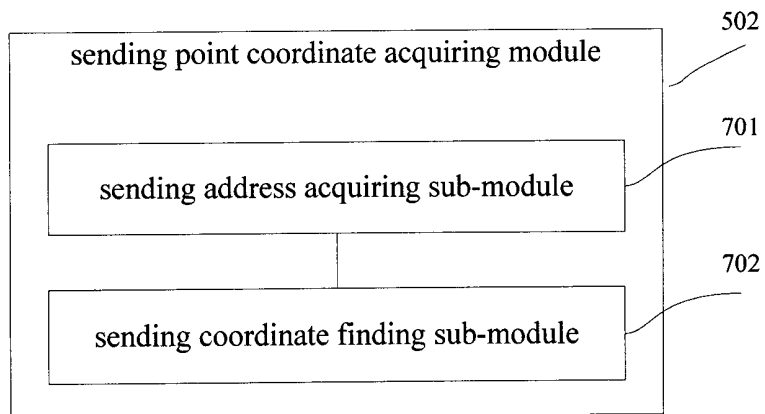 502
sending point coordinate acquiring module
701
sending address acquiring sub-module
702
sending coordinate finding sub-module